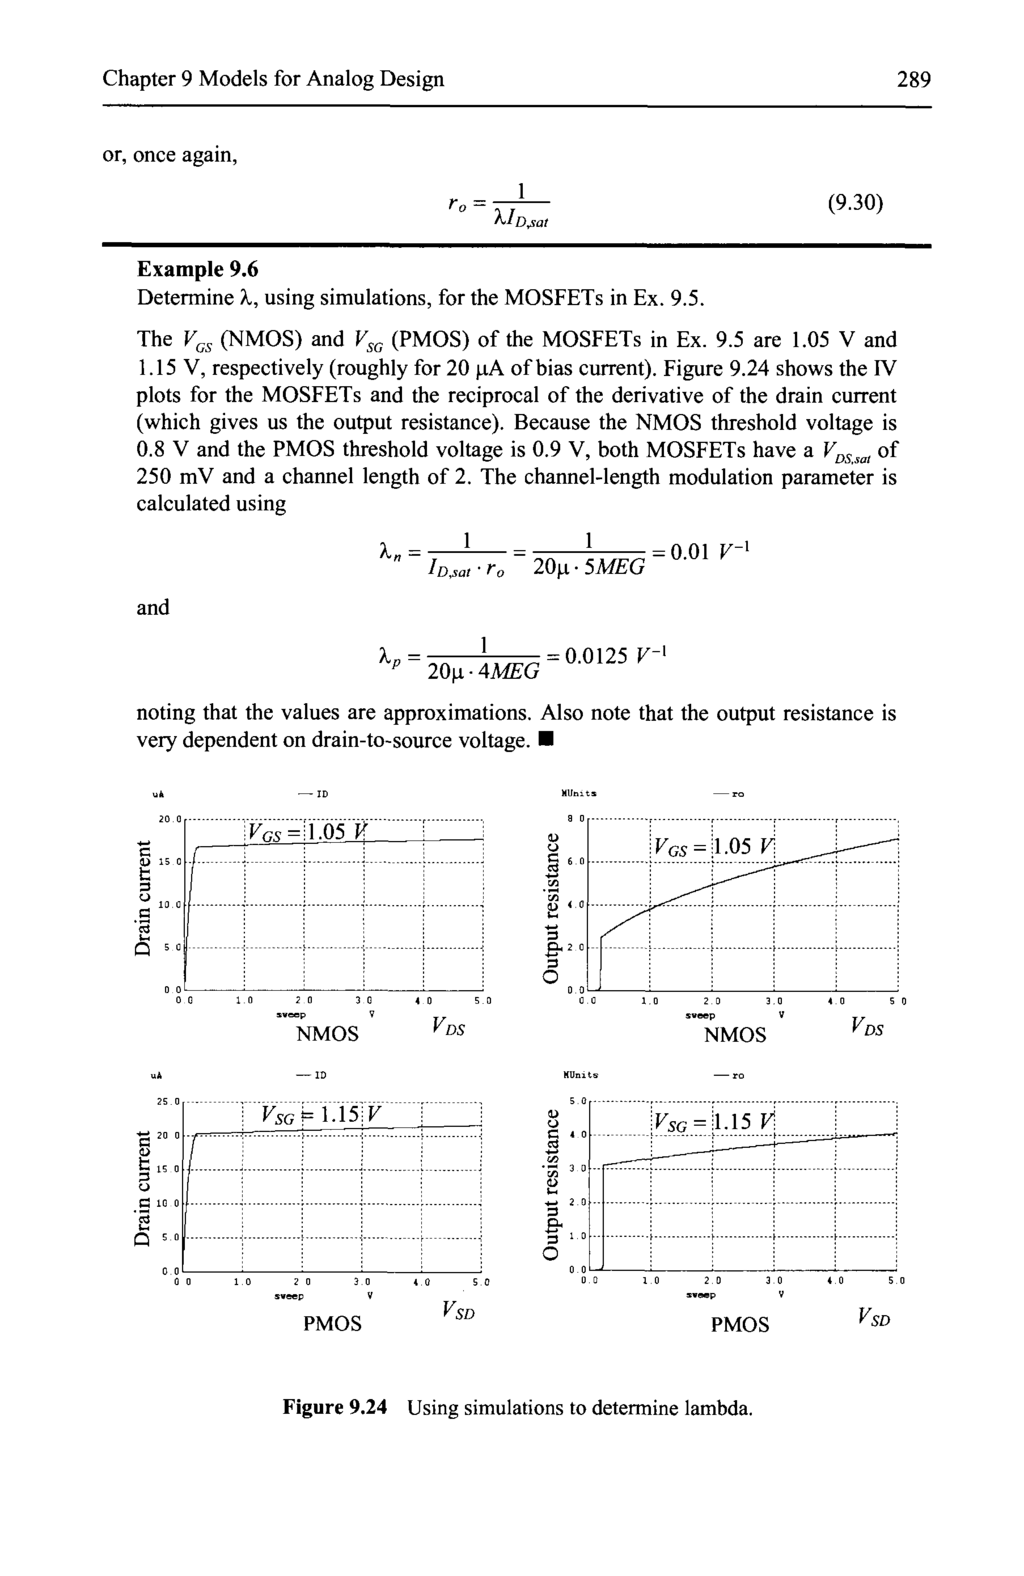 Chapter 9 Models for Analog Design 289
or, once again,
r_o = 1 / λI_{D,sat} (9.30)
Example 9.6
Determine λ, using simulations, for the MOSFETs in Ex. 9.5.
The V_{GS} (NMOS) and V_{SG} (PMOS) of the MOSFETs in Ex. 9.5 are 1.05 V and
1.15 V, respectively (roughly for 20 μA of bias current). Figure 9.24 shows the IV
plots for the MOSFETs and the reciprocal of the derivative of the drain current
(which gives us the output resistance). Because the NMOS threshold voltage is
0.8 V and the PMOS threshold voltage is 0.9 V, both MOSFETs have a V_{DS,sat} of
250 mV and a channel length of 2. The channel-length modulation parameter is
calculated using
λ_n = 1 / (I_{D,sat} · r_o) = 1 / (20μ · 5MEG) = 0.01 V⁻¹
and
λ_p = 1 / (20μ · 4MEG) = 0.0125 V⁻¹
noting that the values are approximations. Also note that the output resistance is
very dependent on drain-to-source voltage. ■
uA — ID
20.0
15.0
10.0
5.0
0.0
Drain current
V_{GS} = 1.05 V
0.0 1.0 2.0 3.0 4.0 5.0
sweep V
NMOS V_{DS}
MUnits — ro
8.0
6.0
4.0
2.0
0.0
Output resistance
V_{GS} = 1.05 V
0.0 1.0 2.0 3.0 4.0 5.0
sweep V
NMOS V_{DS}
uA — ID
25.0
20.0
15.0
10.0
5.0
0.0
Drain current
V_{SG} = 1.15 V
0.0 1.0 2.0 3.0 4.0 5.0
sweep V
PMOS V_{SD}
MUnits — ro
5.0
4.0
3.0
2.0
1.0
0.0
Output resistance
V_{SG} = 1.15 V
0.0 1.0 2.0 3.0 4.0 5.0
sweep V
PMOS V_{SD}
Figure 9.24 Using simulations to determine lambda.